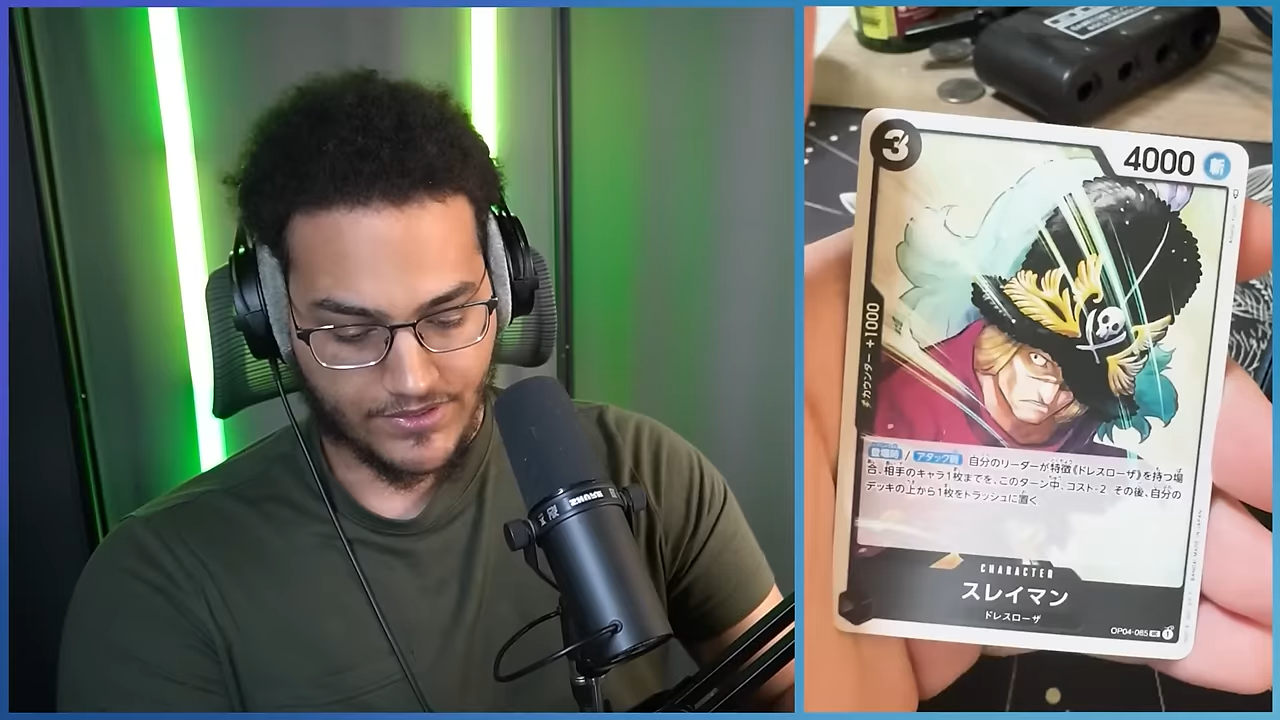 3
4000 斬
カウンター +1000
登場時 / アタック時 自分のリーダーが特徴《ドレスローザ》を持つ場
合、相手のキャラ1枚までを、このターン中、コスト-2 その後、自分の
デッキの上から1枚をトラッシュに置く
CHARACTER
スレイマン
ドレスローザ
OP04-085 UC 1
SHURE